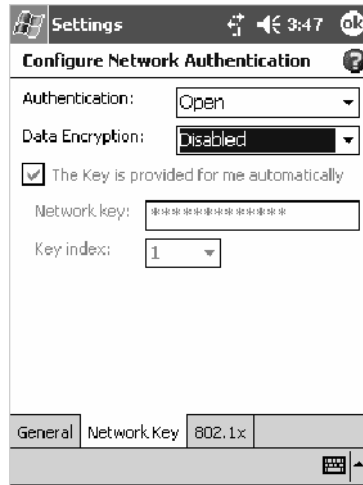 Settings 3:47 ok
Configure Network Authentication ?
Authentication: Open
Data Encryption: Disabled
The Key is provided for me automatically
Network key: *************
Key index: 1
General Network Key 802.1x